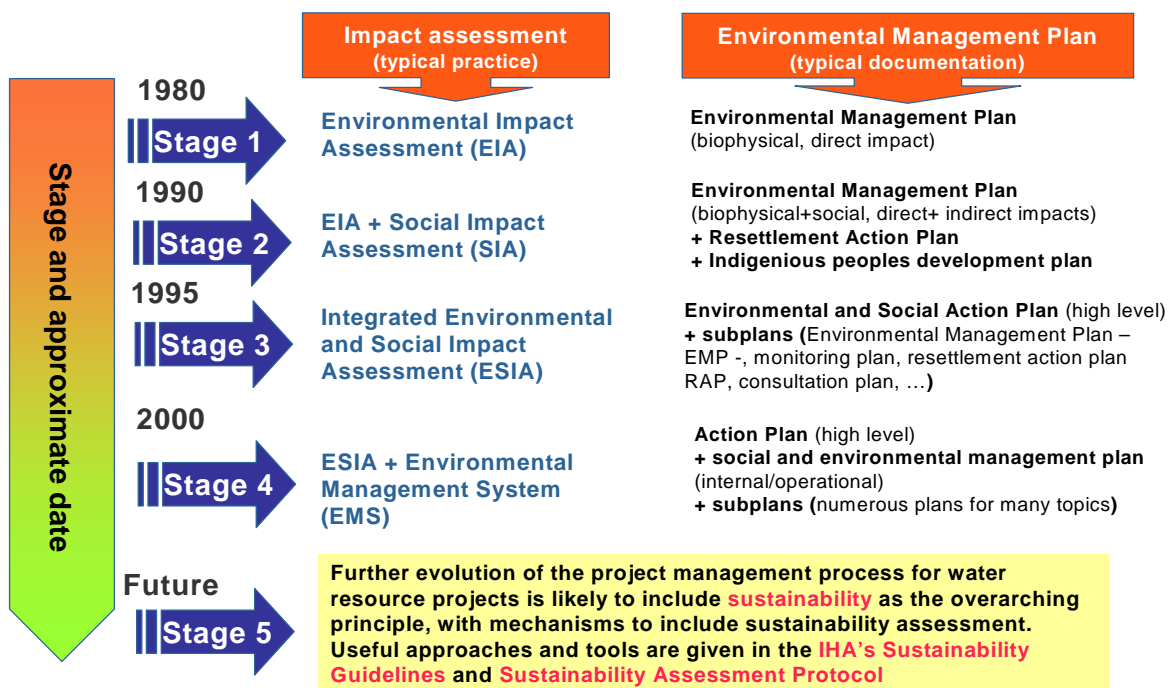 Impact assessment
(typical practice)
Environmental Management Plan
(typical documentation)
Stage and approximate date
1980
Stage 1
Environmental Impact
Assessment (EIA)
Environmental Management Plan
(biophysical, direct impact)
1990
Stage 2
EIA + Social Impact
Assessment (SIA)
Environmental Management Plan
(biophysical+social, direct+ indirect impacts)
+ Resettlement Action Plan
+ Indigenious peoples development plan
1995
Stage 3
Integrated Environmental
and Social Impact
Assessment (ESIA)
Environmental and Social Action Plan (high level)
+ subplans (Environmental Management Plan –
EMP -, monitoring plan, resettlement action plan
RAP, consultation plan, …)
2000
Stage 4
ESIA + Environmental
Management System
(EMS)
Action Plan (high level)
+ social and environmental management plan
(internal/operational)
+ subplans (numerous plans for many topics)
Future
Stage 5
Further evolution of the project management process for water
resource projects is likely to include sustainability as the overarching
principle, with mechanisms to include sustainability assessment.
Useful approaches and tools are given in the IHA's Sustainability
Guidelines and Sustainability Assessment Protocol